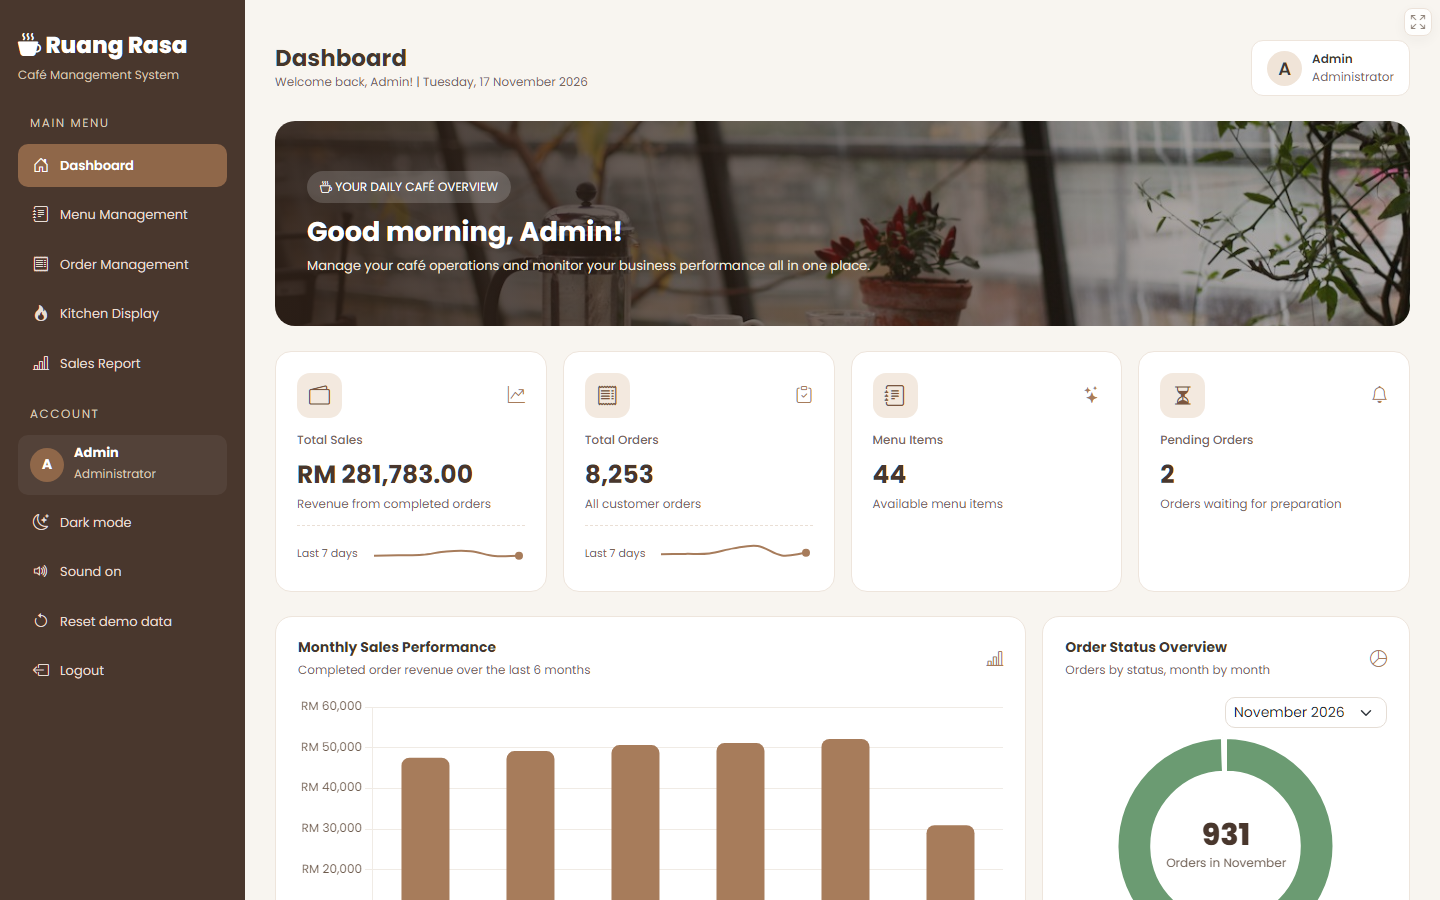 Ruang Rasa
Café Management System
MAIN MENU
Dashboard
Menu Management
Order Management
Kitchen Display
Sales Report
ACCOUNT
A
Admin
Administrator
Dark mode
Sound on
Reset demo data
Logout
Dashboard
Welcome back, Admin! | Tuesday, 17 November 2026
A
Admin
Administrator
YOUR DAILY CAFÉ OVERVIEW
Good morning, Admin!
Manage your café operations and monitor your business performance all in one place.
Total Sales
RM 281,783.00
Revenue from completed orders
Last 7 days
Total Orders
8,253
All customer orders
Last 7 days
Menu Items
44
Available menu items
Pending Orders
2
Orders waiting for preparation
Monthly Sales Performance
Completed order revenue over the last 6 months
RM 60,000
RM 50,000
RM 40,000
RM 30,000
RM 20,000
Order Status Overview
Orders by status, month by month
November 2026
931
Orders in November